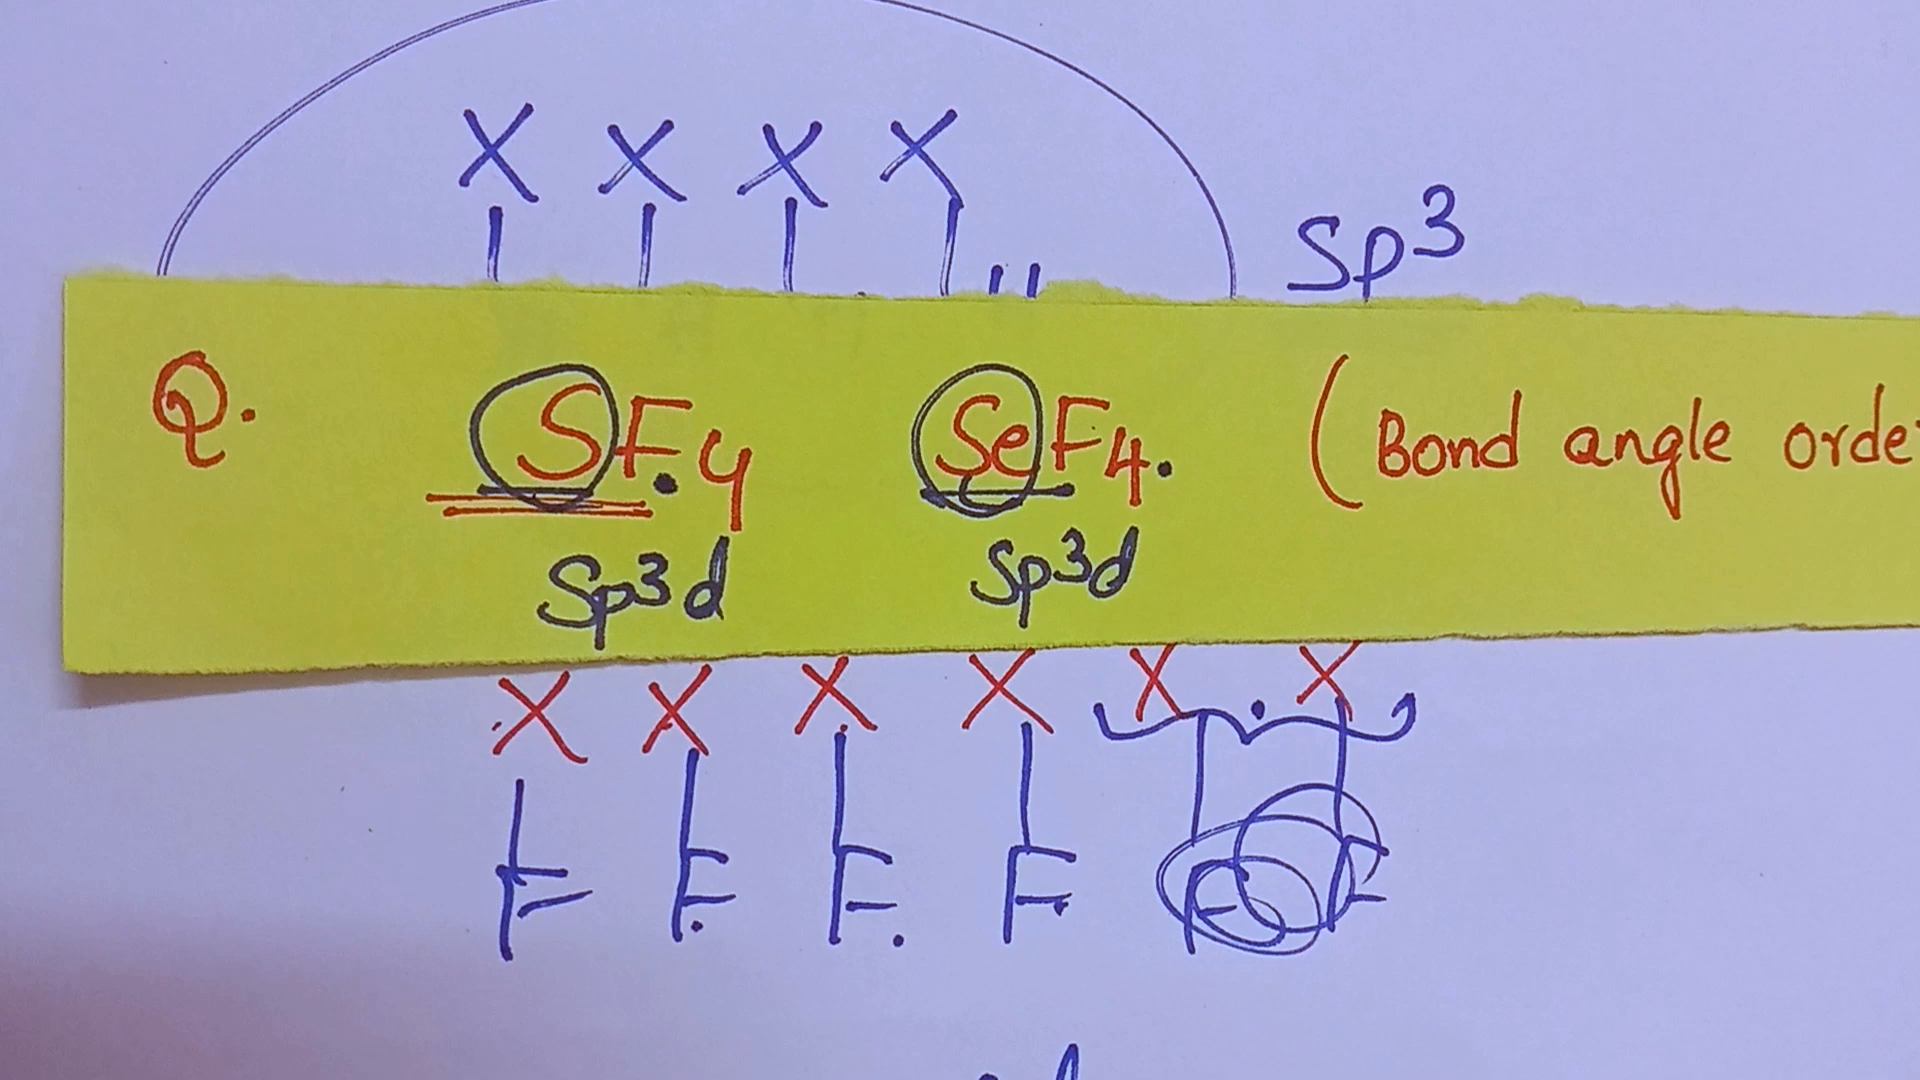 X X X X
Sp³
Q. SF4 SeF4. (Bond angle orde
Sp³d Sp³d
X X X X X X
F F F F F F